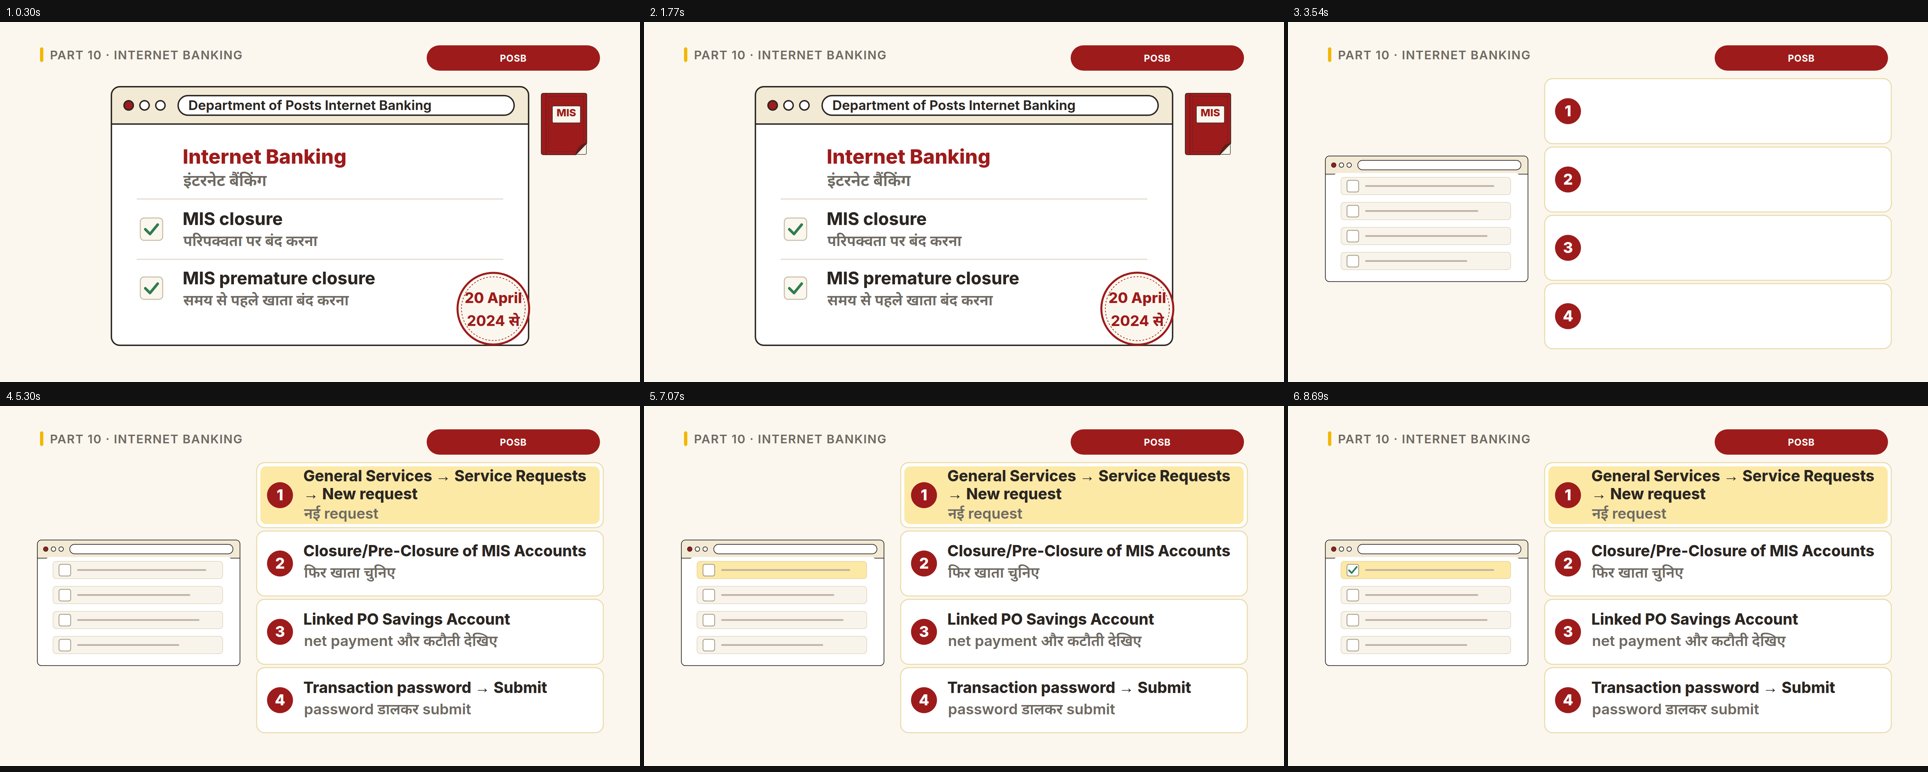 1. 0.30s
PART 10 · INTERNET BANKING
POSB
Department of Posts Internet Banking
MIS
Internet Banking
इंटरनेट बैंकिंग
MIS closure
परिपक्वता पर बंद करना
MIS premature closure
समय से पहले खाता बंद करना
20 April
2024 से
2. 1.77s
PART 10 · INTERNET BANKING
POSB
Department of Posts Internet Banking
MIS
Internet Banking
इंटरनेट बैंकिंग
MIS closure
परिपक्वता पर बंद करना
MIS premature closure
समय से पहले खाता बंद करना
20 April
2024 से
3. 3.54s
PART 10 · INTERNET BANKING
POSB
1
2
3
4
4. 5.30s
PART 10 · INTERNET BANKING
POSB
1
General Services → Service Requests
→ New request
नई request
2
Closure/Pre-Closure of MIS Accounts
फिर खाता चुनिए
3
Linked PO Savings Account
net payment और कटौती देखिए
4
Transaction password → Submit
password डालकर submit
5. 7.07s
PART 10 · INTERNET BANKING
POSB
1
General Services → Service Requests
→ New request
नई request
2
Closure/Pre-Closure of MIS Accounts
फिर खाता चुनिए
3
Linked PO Savings Account
net payment और कटौती देखिए
4
Transaction password → Submit
password डालकर submit
6. 8.69s
PART 10 · INTERNET BANKING
POSB
1
General Services → Service Requests
→ New request
नई request
2
Closure/Pre-Closure of MIS Accounts
फिर खाता चुनिए
3
Linked PO Savings Account
net payment और कटौती देखिए
4
Transaction password → Submit
password डालकर submit